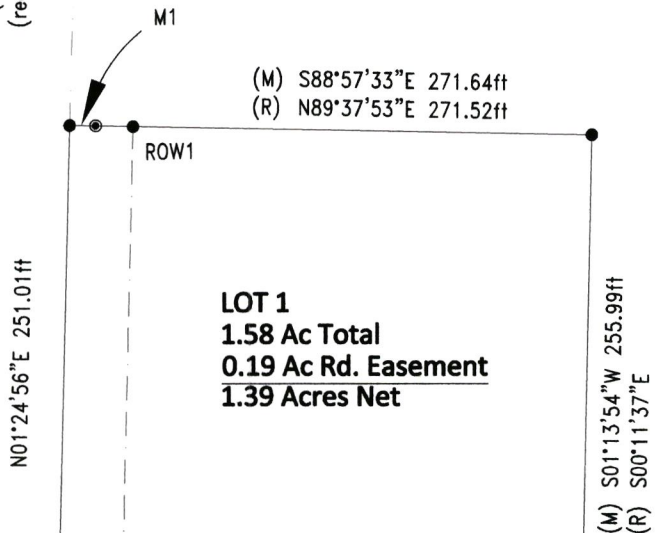 (re
M1
(M) S88°57'33"E 271.64ft
(R) N89°37'53"E 271.52ft
ROW1
N01°24'56"E 251.01ft
LOT 1
1.58 Ac Total
0.19 Ac Rd. Easement
1.39 Acres Net
(M) S01°13'54"W 255.99ft
(R) S00°11'37"E